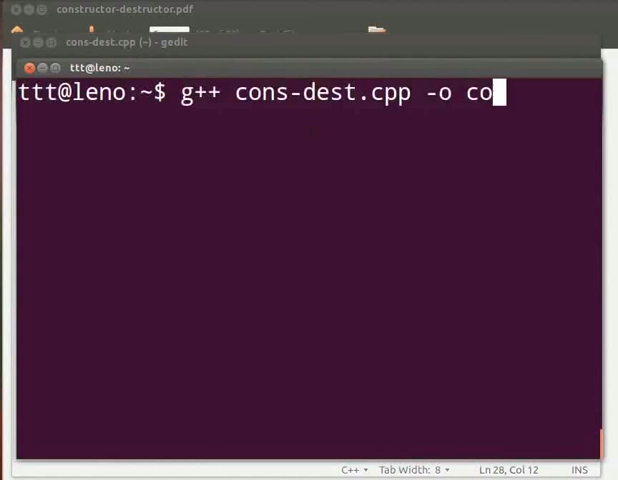 constructor-destructor.pdf
cons-dest.cpp (~) - gedit
ttt@leno: ~
ttt@leno:~$ g++ cons-dest.cpp -o co
C++ Tab Width: 8 Ln 28, Col 12 INS